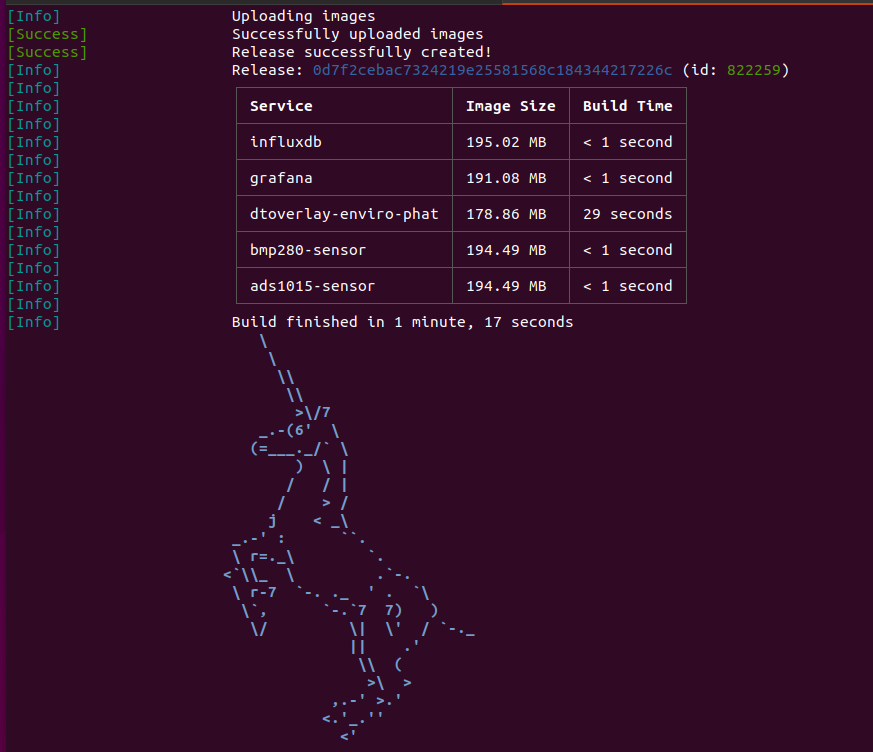 [Info] Uploading images
[Success] Successfully uploaded images
[Success] Release successfully created!
[Info] Release: 0d7f2cebac7324219e25581568c184344217226c (id: 822259)
[Info]
[Info] Service Image Size Build Time
[Info]
[Info] influxdb 195.02 MB < 1 second
[Info]
[Info] grafana 191.08 MB < 1 second
[Info]
[Info] dtoverlay-enviro-phat 178.86 MB 29 seconds
[Info]
[Info] bmp280-sensor 194.49 MB < 1 second
[Info]
[Info] ads1015-sensor 194.49 MB < 1 second
[Info]
[Info] Build finished in 1 minute, 17 seconds
    \
     \
      \\
       \\
        >\/7
    _.-(6'  \
   (=___._/` \
        )  \ |
       /   / |
      /    > /
     j    < _\
 _.-' :      ``.
 \ r=._\        `.
<`\\_  \         .`-.
 \ r-7  `-. ._  ' .  `\
  \`,      `-.`7  7)   )
   \/         \|  \'  / `-._
              ||    .'
               \\  (
                >\  >
            ,.-' >.'
           <.'_.''
             <'